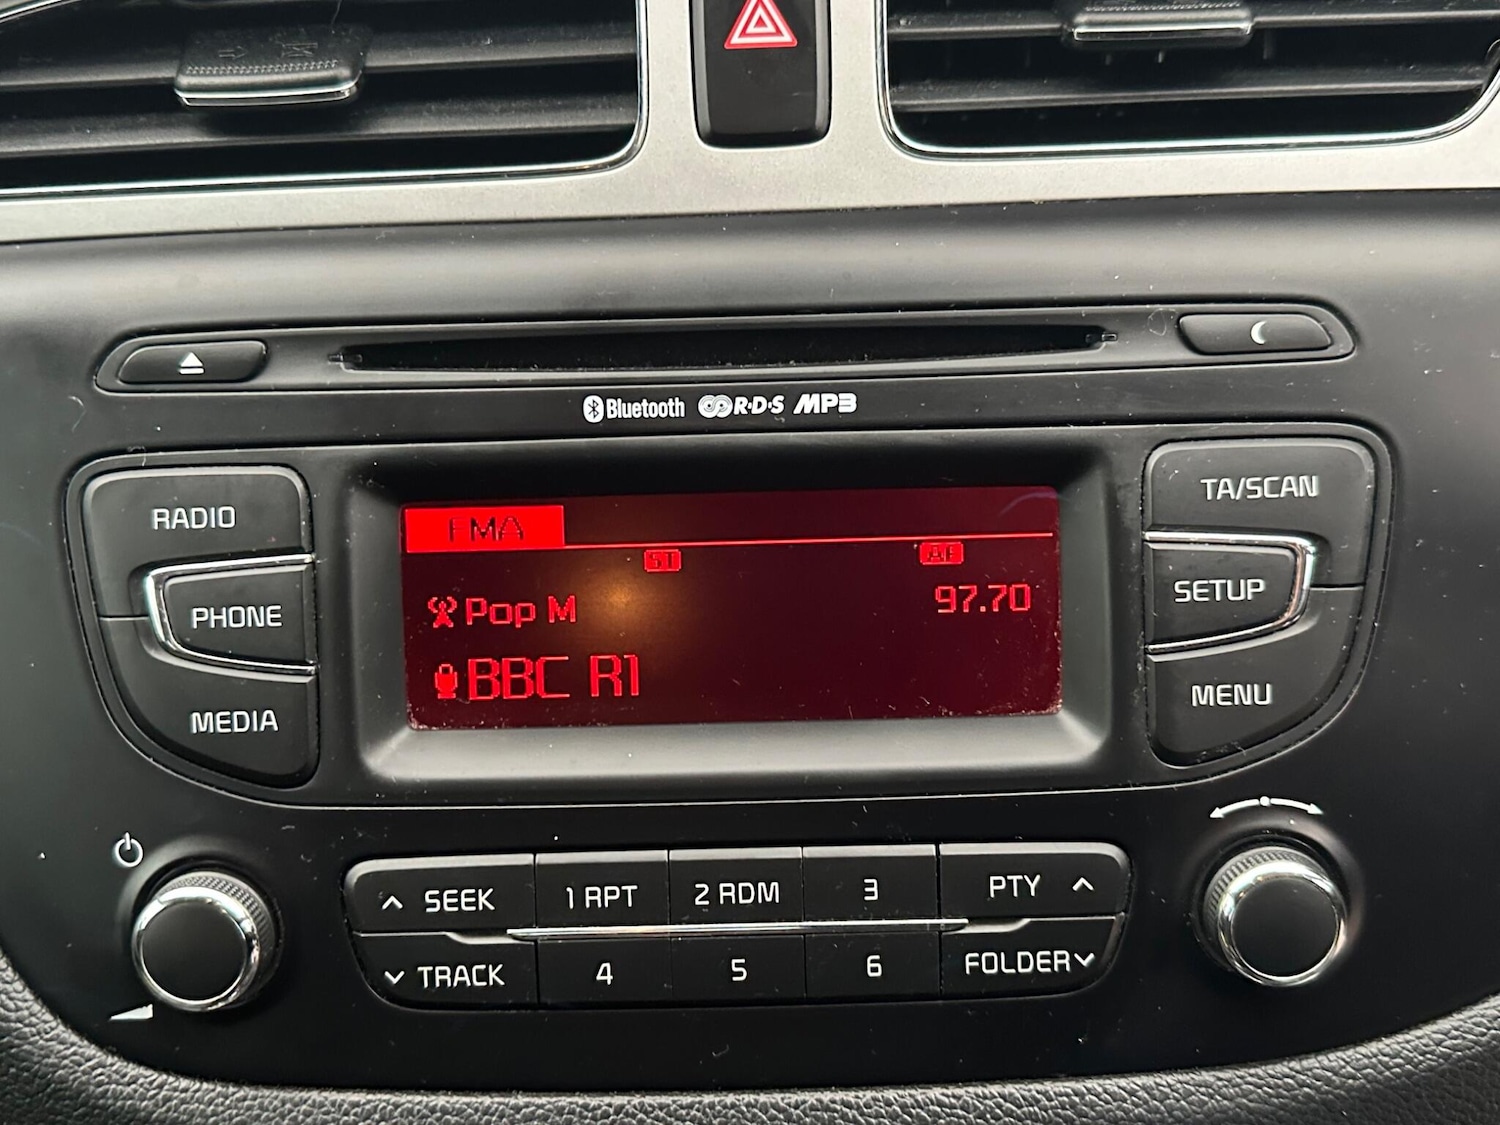 Bluetooth R·D·S MP3
RADIO
PHONE
MEDIA
FMA
ST
AF
Pop M
97.70
BBC R1
TA/SCAN
SETUP
MENU
SEEK
1 RPT
2 RDM
3
PTY
TRACK
4
5
6
FOLDER